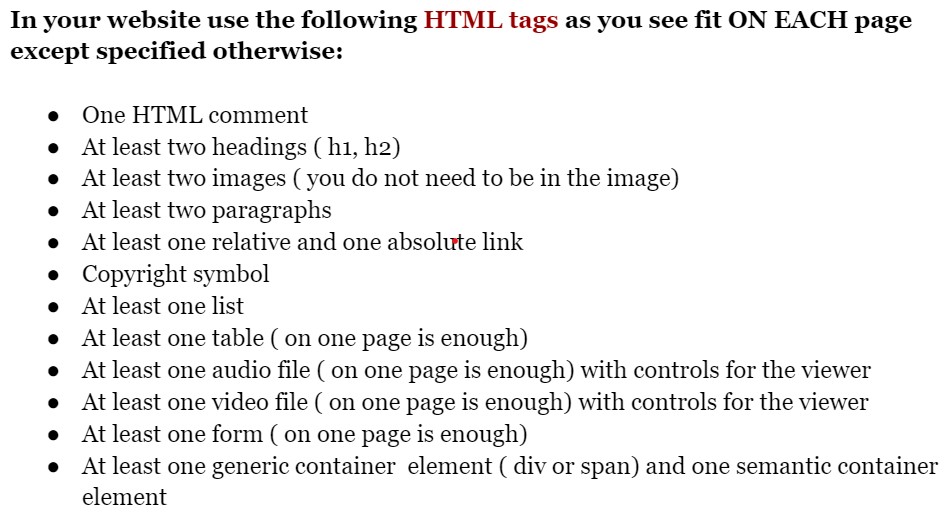 In your website use the following HTML tags as you see fit ON EACH page
except specified otherwise:
● One HTML comment
● At least two headings ( h1, h2)
● At least two images ( you do not need to be in the image)
● At least two paragraphs
● At least one relative and one absolute link
● Copyright symbol
● At least one list
● At least one table ( on one page is enough)
● At least one audio file ( on one page is enough) with controls for the viewer
● At least one video file ( on one page is enough) with controls for the viewer
● At least one form ( on one page is enough)
● At least one generic container element ( div or span) and one semantic container
element